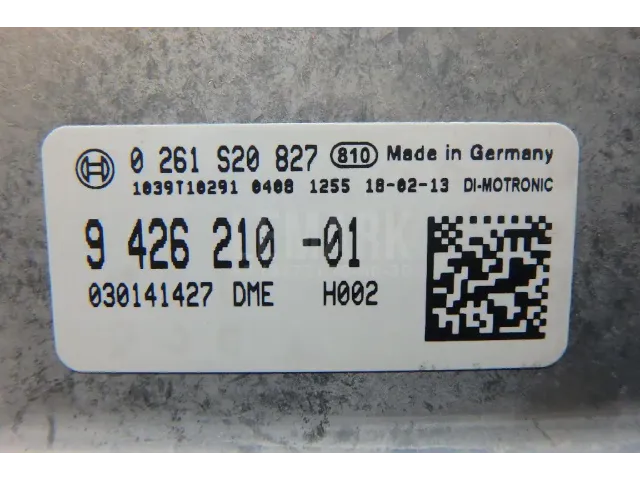 0 261 S20 827 810 Made in Germany
1039T10291 0408 1255 18-02-13 DI-MOTRONIC
9 426 210 -01
030141427 DME H002